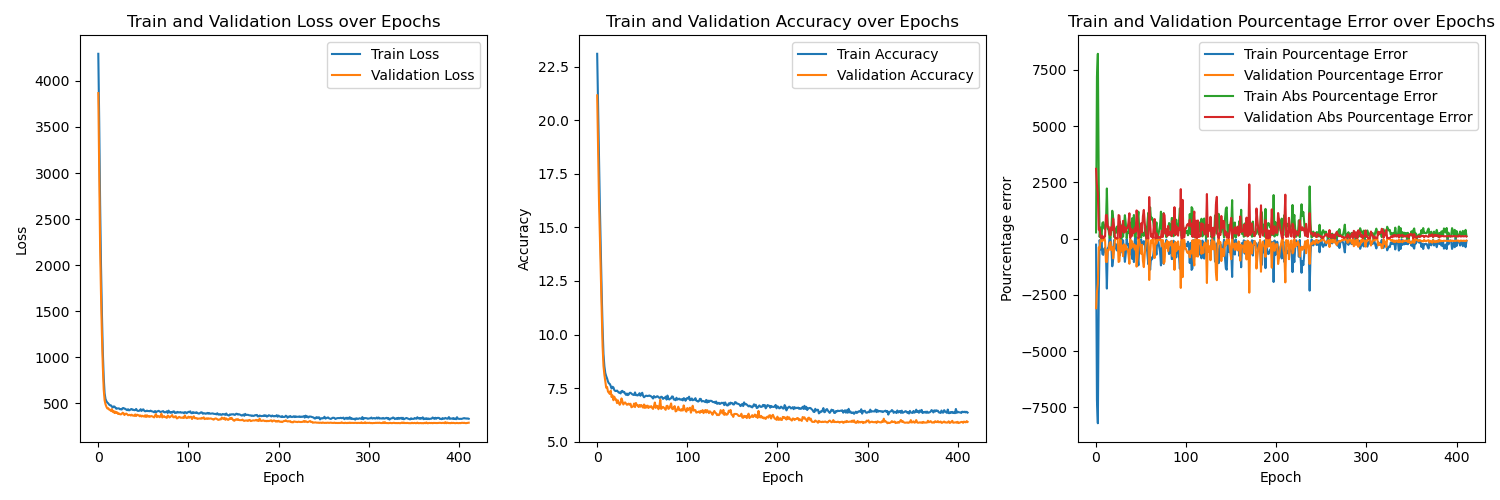 Train and Validation Loss over Epochs
Train Loss
Validation Loss
4000
3500
3000
2500
2000
1500
1000
500
Loss
0
100
200
300
400
Epoch
Train and Validation Accuracy over Epochs
Train Accuracy
Validation Accuracy
22.5
20.0
17.5
15.0
12.5
10.0
7.5
5.0
Accuracy
0
100
200
300
400
Epoch
Train and Validation Pourcentage Error over Epochs
Train Pourcentage Error
Validation Pourcentage Error
Train Abs Pourcentage Error
Validation Abs Pourcentage Error
7500
5000
2500
0
−2500
−5000
−7500
Pourcentage error
0
100
200
300
400
Epoch